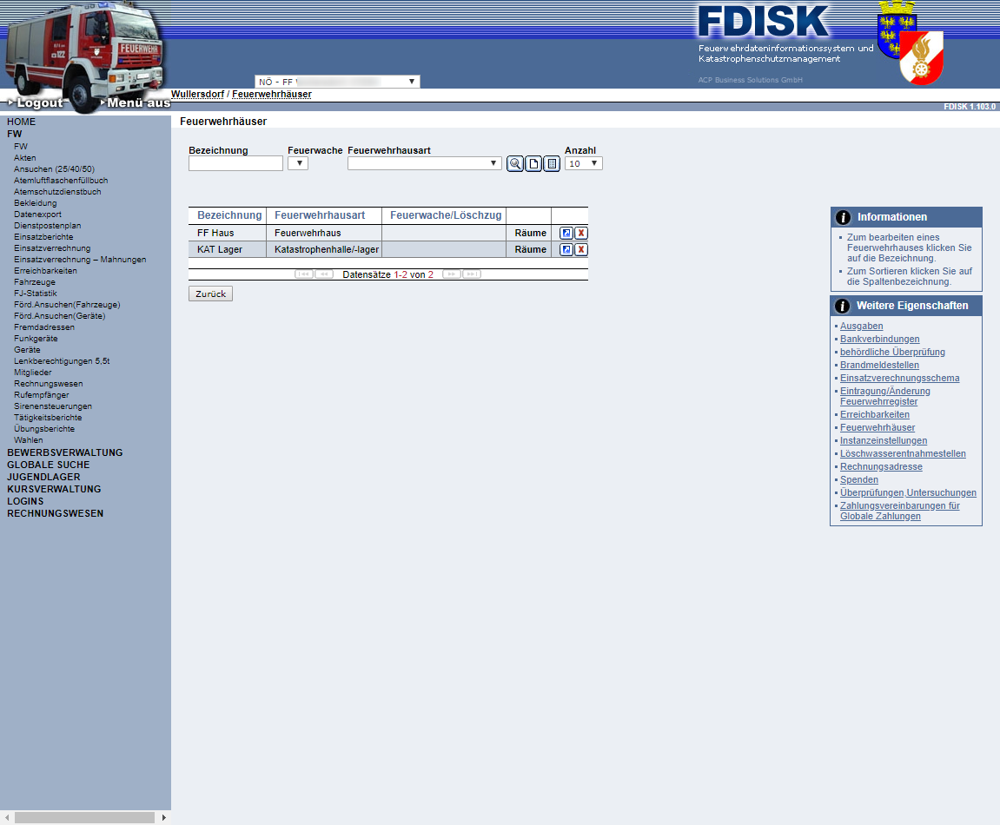 FDISK
Feuerwehrdateninformationssystem und
Katastrophenschutzmanagement
ACP Business Solutions GmbH
FEUERWEHR
122
NÖ - FF
Logout
Menü aus
Wullersdorf / Feuerwehrhäuser
FDISK 1.103.0
HOME
FW
FW
Akten
Ansuchen (25/40/50)
Atemluftflaschenfüllbuch
Atemschutzdienstbuch
Bekleidung
Datenexport
Dienstpostenplan
Einsatzberichte
Einsatzverrechnung
Einsatzverrechnung – Mahnungen
Erreichbarkeiten
Fahrzeuge
FJ-Statistik
Förd.Ansuchen(Fahrzeuge)
Förd.Ansuchen(Geräte)
Fremdadressen
Funkgeräte
Geräte
Lenkberechtigungen 5,5t
Mitglieder
Rechnungswesen
Rufempfänger
Sirenensteuerungen
Tätigkeitsberichte
Übungsberichte
Wahlen
BEWERBSVERWALTUNG
GLOBALE SUCHE
JUGENDLAGER
KURSVERWALTUNG
LOGINS
RECHNUNGSWESEN
Feuerwehrhäuser
Bezeichnung Feuerwache Feuerwehrhausart Anzahl
10
Bezeichnung Feuerwehrhausart Feuerwache/Löschzug
FF Haus Feuerwehrhaus Räume
KAT Lager Katastrophenhalle/-lager Räume
Datensätze 1-2 von 2
Zurück
Informationen
Zum bearbeiten eines
Feuerwehrhauses klicken Sie
auf die Bezeichnung.
Zum Sortieren klicken Sie auf
die Spaltenbezeichnung.
Weitere Eigenschaften
Ausgaben
Bankverbindungen
behördliche Überprüfung
Brandmeldestellen
Einsatzverechnungsschema
Eintragung/Änderung
Feuerwehrregister
Erreichbarkeiten
Feuerwehrhäuser
Instanzeinstellungen
Löschwasserentnahmestellen
Rechnungsadresse
Spenden
Überprüfungen,Untersuchungen
Zahlungsvereinbarungen für
Globale Zahlungen